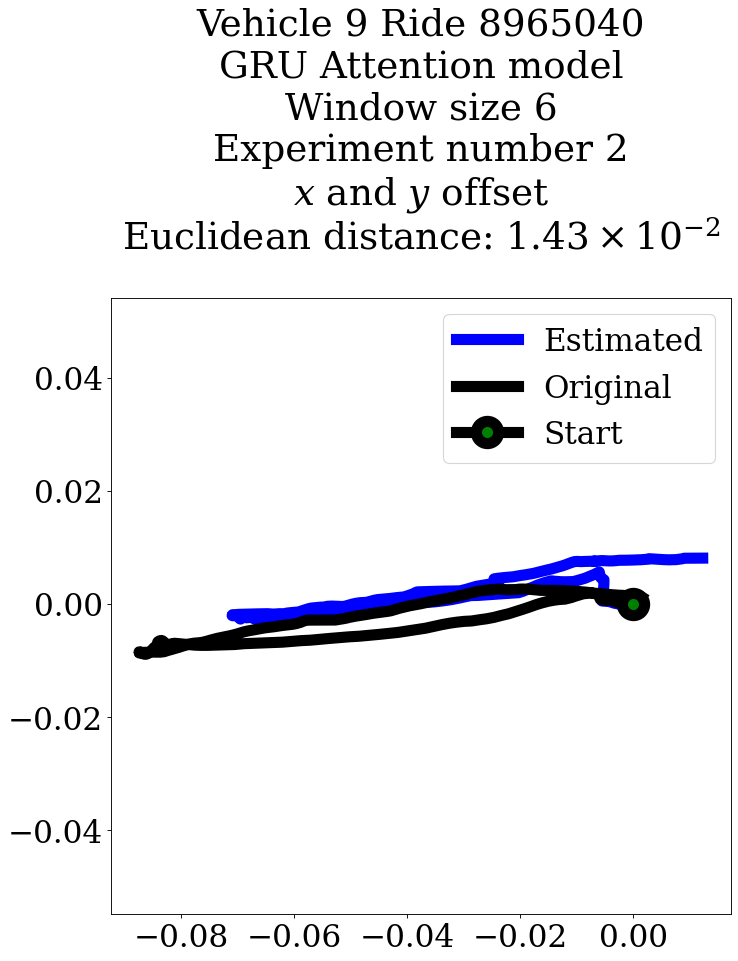 Vehicle 9 Ride 8965040
GRU Attention model
Window size 6
Experiment number 2
x and y offset
Euclidean distance: 1.43 × 10⁻²
Estimated
Original
Start
0.04
0.02
0.00
−0.02
−0.04
−0.08 −0.06 −0.04 −0.02 0.00